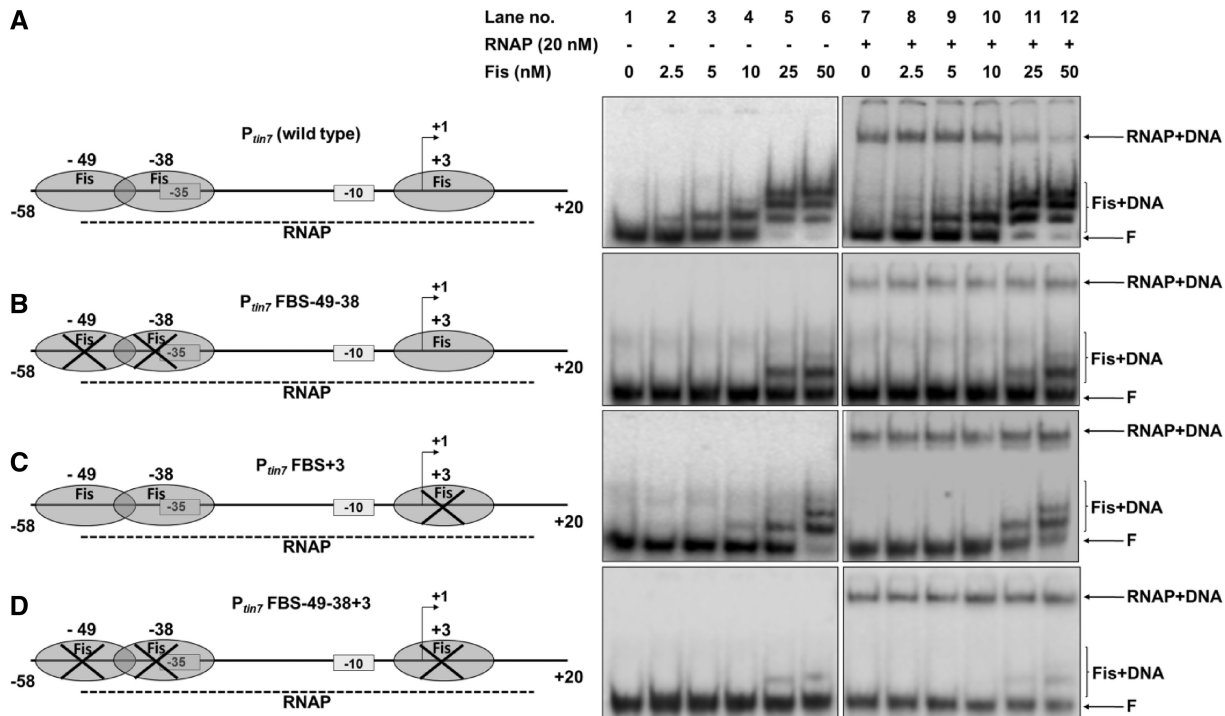 A
Lane no. 1 2 3 4 5 6 7 8 9 10 11 12
RNAP (20 nM) - - - - - - + + + + + +
Fis (nM) 0 2.5 5 10 25 50 0 2.5 5 10 25 50
Ptin7 (wild type)
+1
- 49 -38 +3
Fis Fis Fis
-35 -10
-58 +20
RNAP
RNAP+DNA
Fis+DNA
F
B
Ptin7 FBS-49-38
+1
- 49 -38 +3
Fis Fis Fis
-35 -10
-58 +20
RNAP
RNAP+DNA
Fis+DNA
F
C
Ptin7 FBS+3
+1
- 49 -38 +3
Fis Fis Fis
-35 -10
-58 +20
RNAP
RNAP+DNA
Fis+DNA
F
D
Ptin7 FBS-49-38+3
+1
- 49 -38 +3
Fis Fis Fis
-35 -10
-58 +20
RNAP
RNAP+DNA
Fis+DNA
F